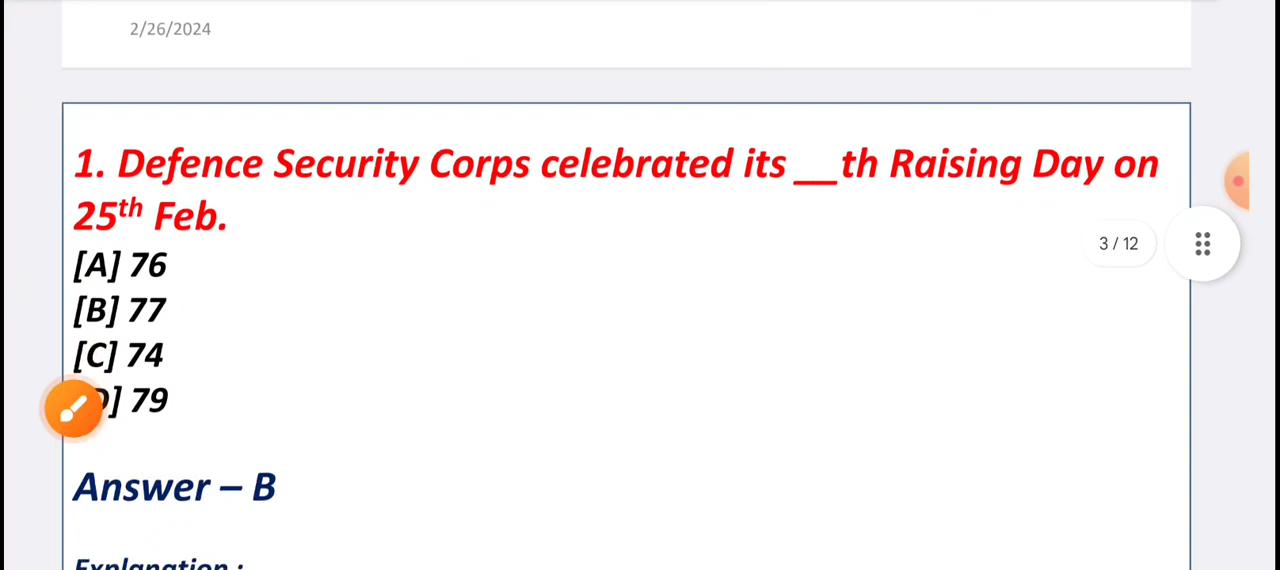 2/26/2024
1. Defence Security Corps celebrated its __th Raising Day on
25th Feb.
3 / 12
[A] 76
[B] 77
[C] 74
] 79
Answer – B
Explanation :